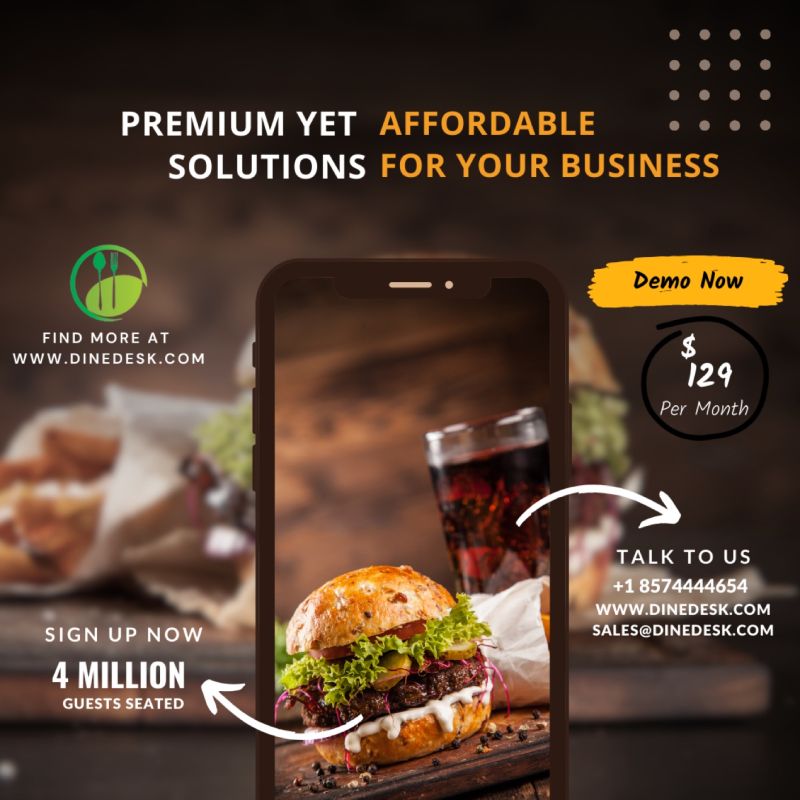 PREMIUM YET AFFORDABLE
SOLUTIONS FOR YOUR BUSINESS
FIND MORE AT
WWW.DINEDESK.COM
Demo Now
$
129
Per Month
TALK TO US
+1 8574444654
WWW.DINEDESK.COM
SALES@DINEDESK.COM
SIGN UP NOW
4 MILLION
GUESTS SEATED